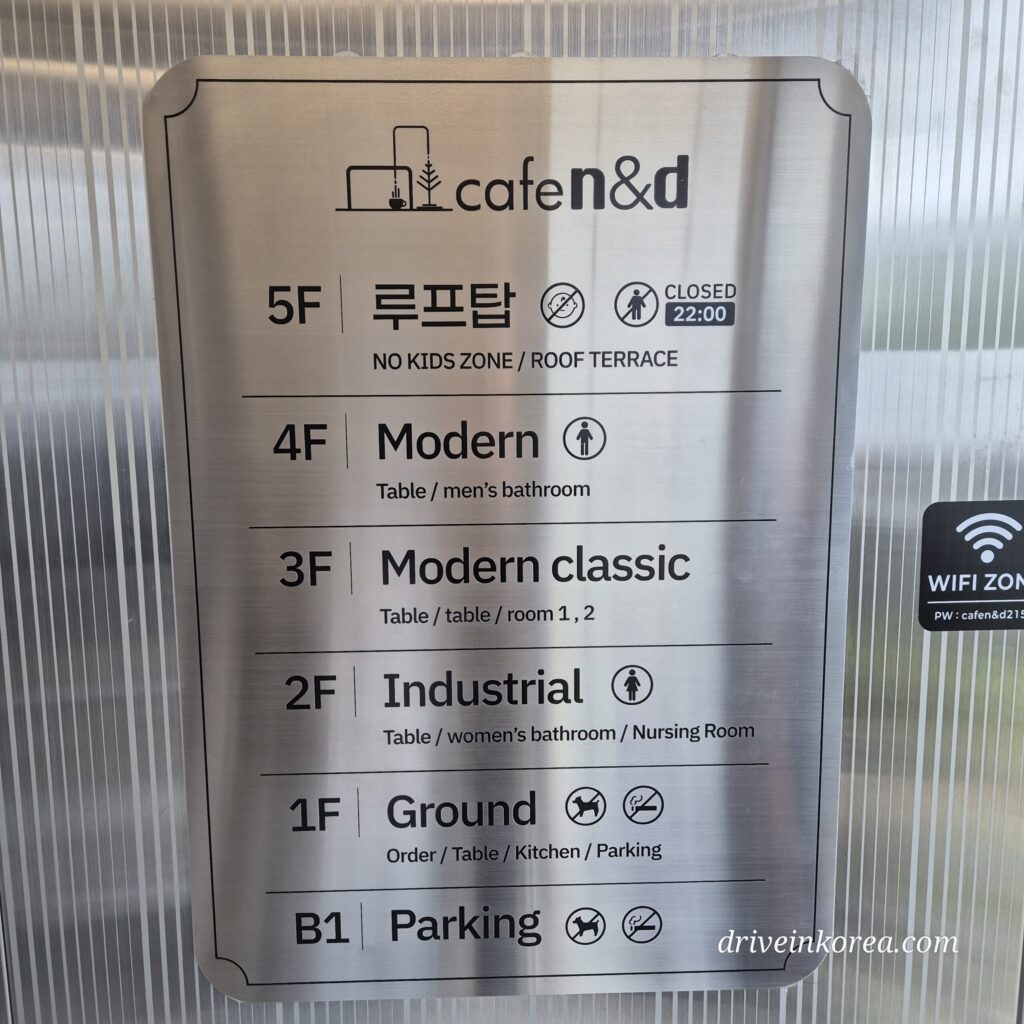 cafe n&d
5F 루프탑 CLOSED 22:00
NO KIDS ZONE / ROOF TERRACE
4F Modern
Table / men's bathroom
3F Modern classic
Table / table / room 1 , 2
2F Industrial
Table / women's bathroom / Nursing Room
1F Ground
Order / Table / Kitchen / Parking
B1 Parking
WIFI
PW : cafen&d215
driveinkorea.com